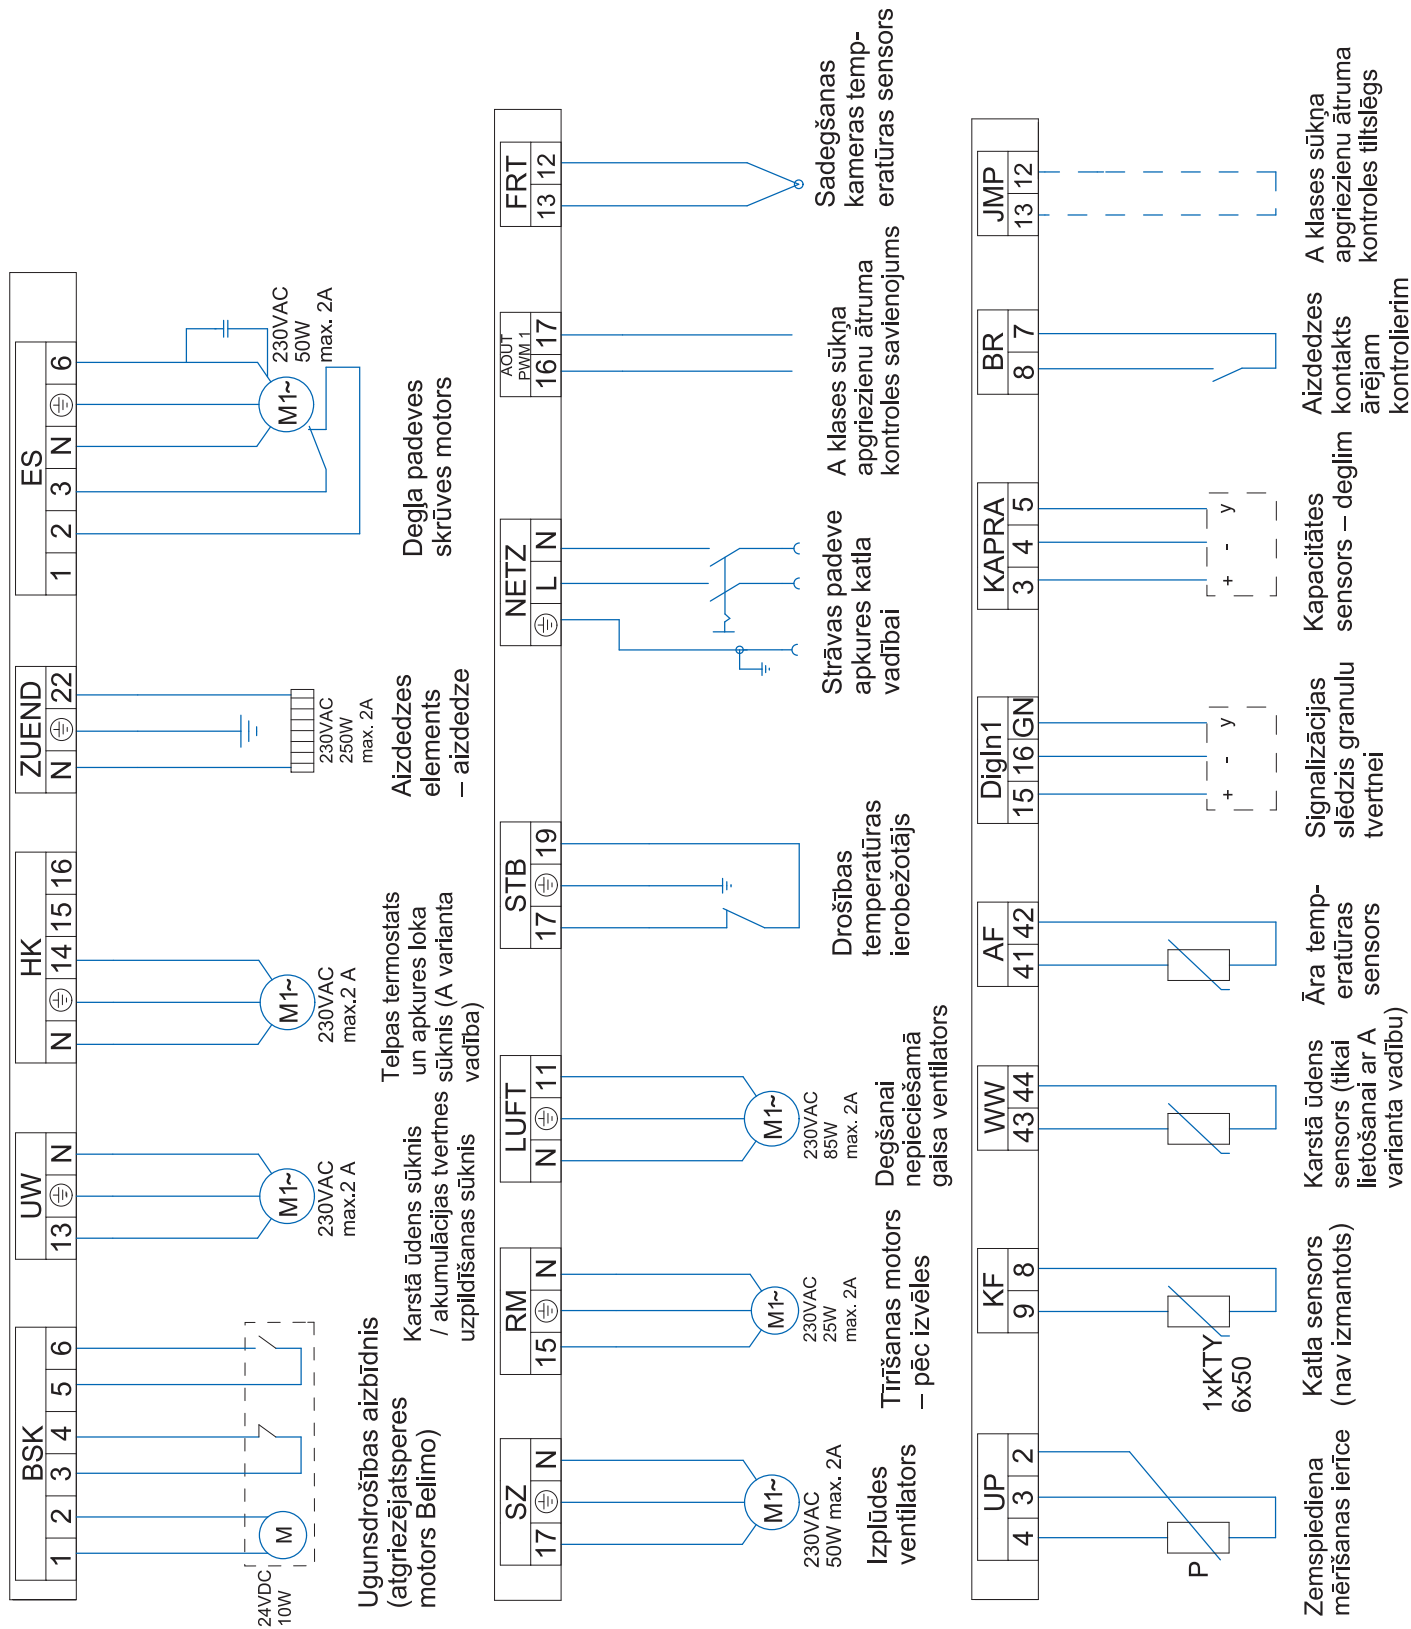 BSK
1 2 3 4 5 6
M
24VDC
10W
Ugunsdrošības aizbīdnis
(atgriezējatsperes
motors Belimo)
UW
13 N
M1~
230VAC
max.2 A
Karstā ūdens sūknis
/ akumulācijas tvertnes
uzpildīšanas sūknis
HK
N 14 15 16
M1~
230VAC
max.2 A
Telpas termostats
un apkures loka
sūknis (A varianta
vadība)
ZUEND
N 22
230VAC
250W
max. 2A
Aizdedzes
elements
– aizdedze
ES
1 2 3 N 6
M1~
230VAC
50W
max. 2A
Degļa padeves
skrūves motors
SZ
17 N
M1~
230VAC
50W max. 2A
Izplūdes
ventilators
RM
15 N
M1~
230VAC
25W
max. 2A
Tīrīšanas motors
– pēc izvēles
LUFT
N 11
M1~
230VAC
85W
max. 2A
Degšanai
nepieciešamā
gaisa ventilators
STB
17 19
Drošības
temperatūras
ierobežotājs
NETZ
L N
Strāvas padeve
apkures katla
vadībai
AOUT
PWM 1
16 17
A klases sūkņa
apgriezienu ātruma
kontroles savienojums
FRT
13 12
Sadegšanas
kameras temp-
eratūras sensors
UP
4 3 2
P
Zemspiediena
mērīšanas ierīce
KF
9 8
1xKTY
6x50
Katla sensors
(nav izmantots)
WW
43 44
Karstā ūdens
sensors (tikai
lietošanai ar A
varianta vadību)
AF
41 42
Āra temp-
eratūras
sensors
DigIn1
15 16 GN
+ - y
Signalizācijas
slēdzis granulu
tvertnei
KAPRA
3 4 5
+ - y
Kapacitātes
sensors – deglim
BR
8 7
Aizdedzes
kontakts
ārējam
kontrolierim
JMP
13 12
A klases sūkņa
apgriezienu ātruma
kontroles tiltslēgs